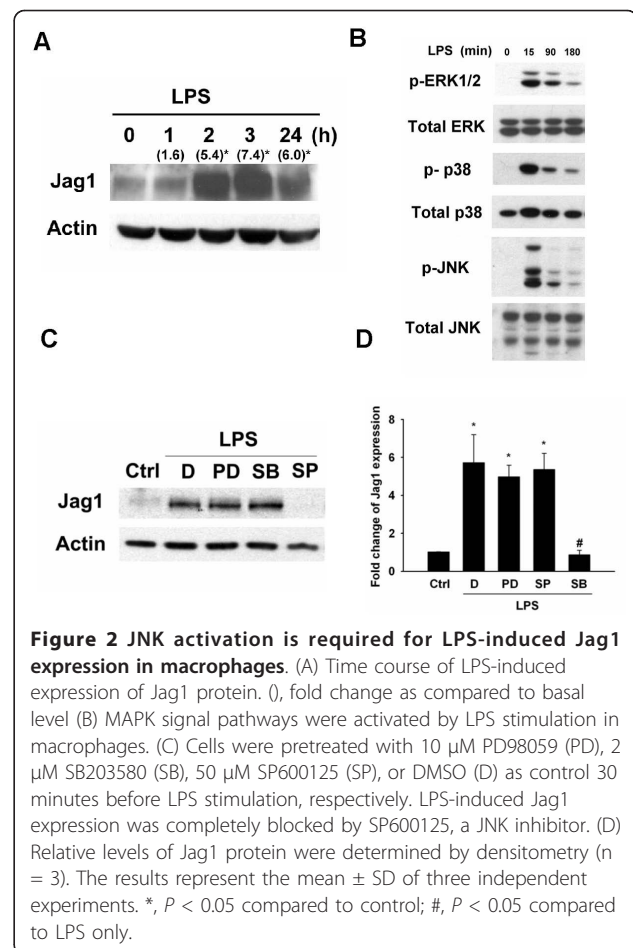 A
LPS
0 1 2 3 24 (h)
(1.6) (5.4)* (7.4)* (6.0)*
Jag1
Actin
B
LPS (min) 0 15 90 180
p-ERK1/2
Total ERK
p- p38
Total p38
p-JNK
Total JNK
C
LPS
Ctrl D PD SB SP
Jag1
Actin
D
Fold change of Jag1 expression
8
6
4
2
0
* * * #
Ctrl D PD SP SB
LPS
Figure 2 JNK activation is required for LPS-induced Jag1
expression in macrophages. (A) Time course of LPS-induced
expression of Jag1 protein. (), fold change as compared to basal
level (B) MAPK signal pathways were activated by LPS stimulation in
macrophages. (C) Cells were pretreated with 10 μM PD98059 (PD), 2
μM SB203580 (SB), 50 μM SP600125 (SP), or DMSO (D) as control 30
minutes before LPS stimulation, respectively. LPS-induced Jag1
expression was completely blocked by SP600125, a JNK inhibitor. (D)
Relative levels of Jag1 protein were determined by densitometry (n
= 3). The results represent the mean ± SD of three independent
experiments. *, P < 0.05 compared to control; #, P < 0.05 compared
to LPS only.